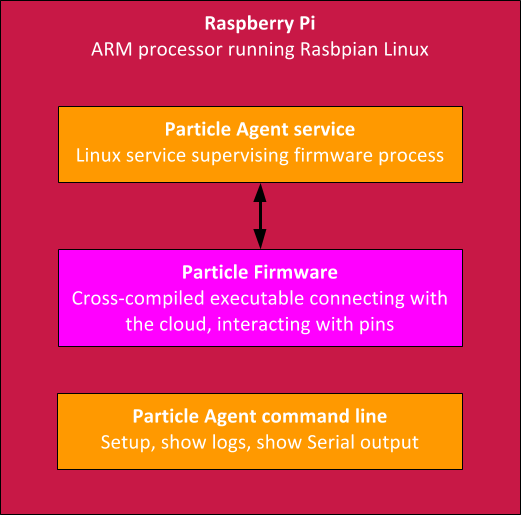 Raspberry Pi
ARM processor running Rasbpian Linux
Particle Agent service
Linux service supervising firmware process
Particle Firmware
Cross-compiled executable connecting with
the cloud, interacting with pins
Particle Agent command line
Setup, show logs, show Serial output